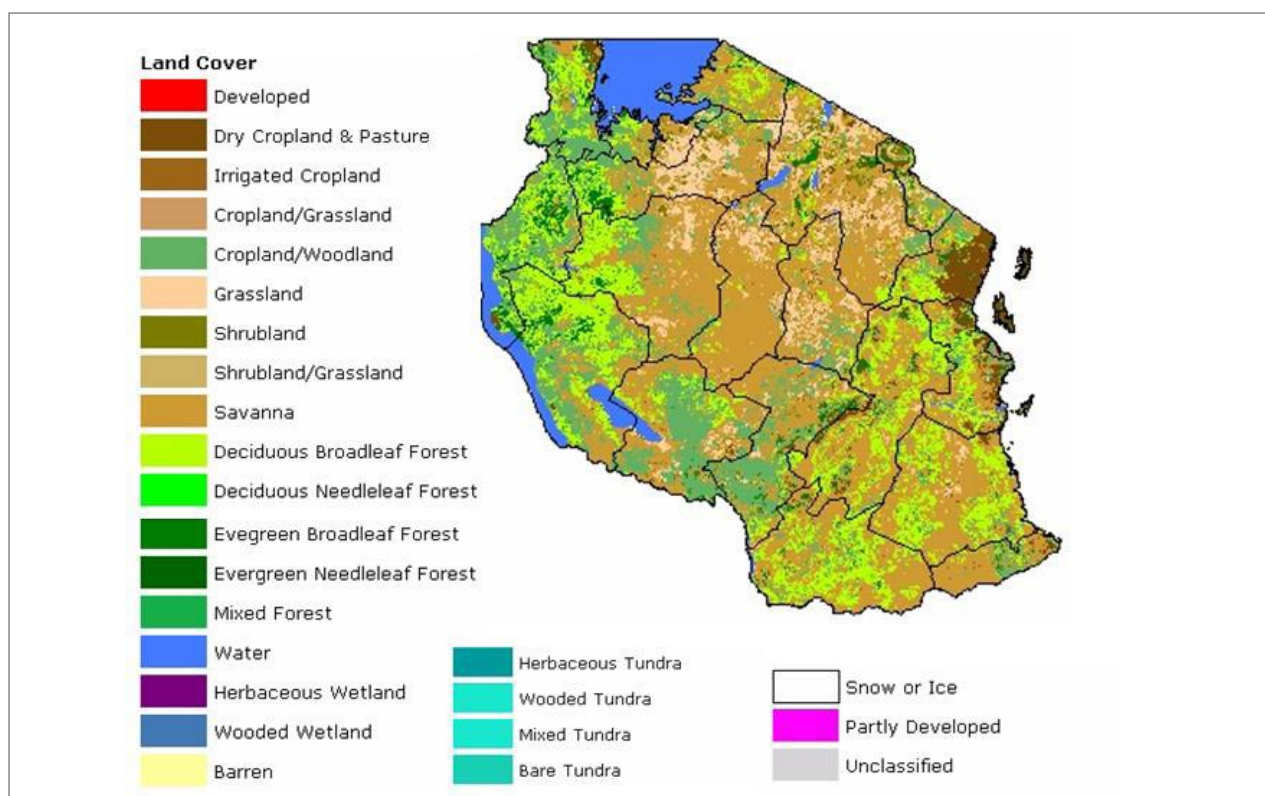 Land Cover
Developed
Dry Cropland & Pasture
Irrigated Cropland
Cropland/Grassland
Cropland/Woodland
Grassland
Shrubland
Shrubland/Grassland
Savanna
Deciduous Broadleaf Forest
Deciduous Needleleaf Forest
Evegreen Broadleaf Forest
Evergreen Needleleaf Forest
Mixed Forest
Water
Herbaceous Wetland
Wooded Wetland
Barren
Herbaceous Tundra
Wooded Tundra
Mixed Tundra
Bare Tundra
Snow or Ice
Partly Developed
Unclassified